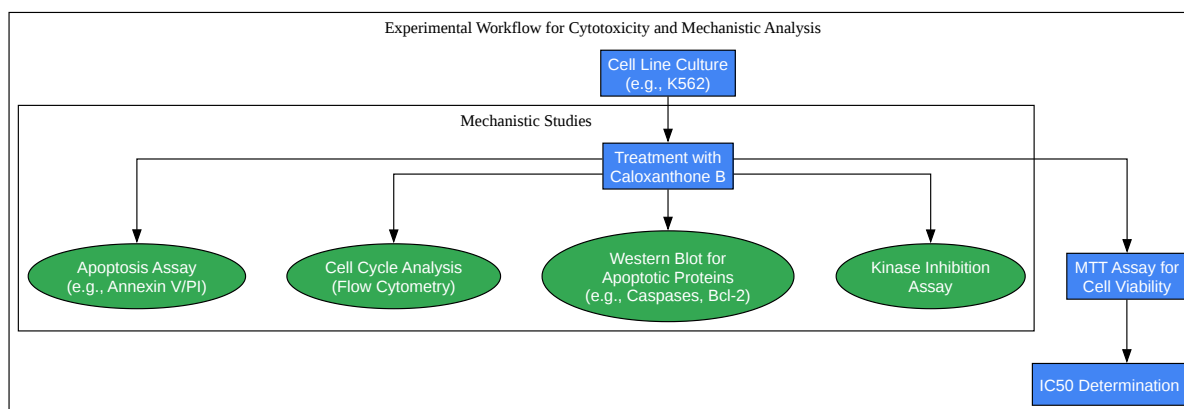 Experimental Workflow for Cytotoxicity and Mechanistic Analysis
Cell Line Culture
(e.g., K562)
Mechanistic Studies
Treatment with
Caloxanthone B
Apoptosis Assay
(e.g., Annexin V/PI)
Cell Cycle Analysis
(Flow Cytometry)
Western Blot for
Apoptotic Proteins
(e.g., Caspases, Bcl-2)
Kinase Inhibition
Assay
MTT Assay for
Cell Viability
IC50 Determination